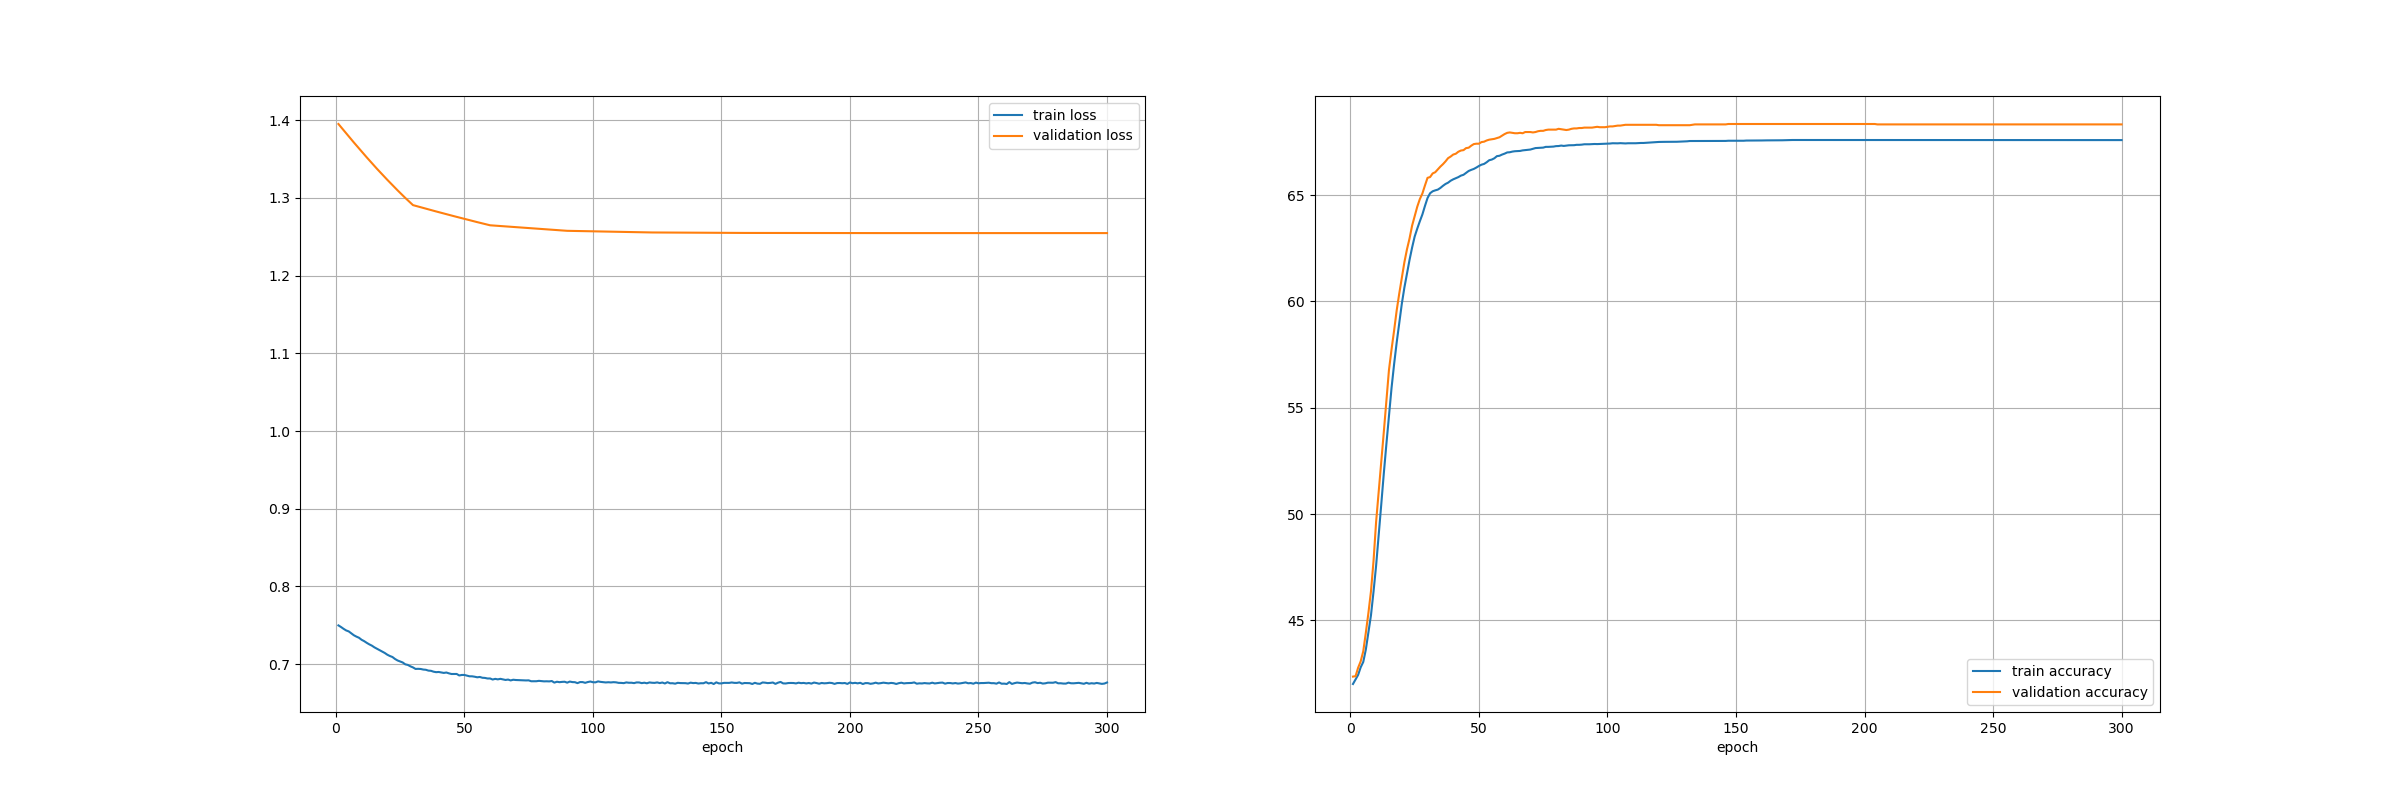 1.4
1.3
1.2
1.1
1.0
0.9
0.8
0.7
0 50 100 150 200 250 300
epoch
train loss
validation loss
65
60
55
50
45
0 50 100 150 200 250 300
epoch
train accuracy
validation accuracy